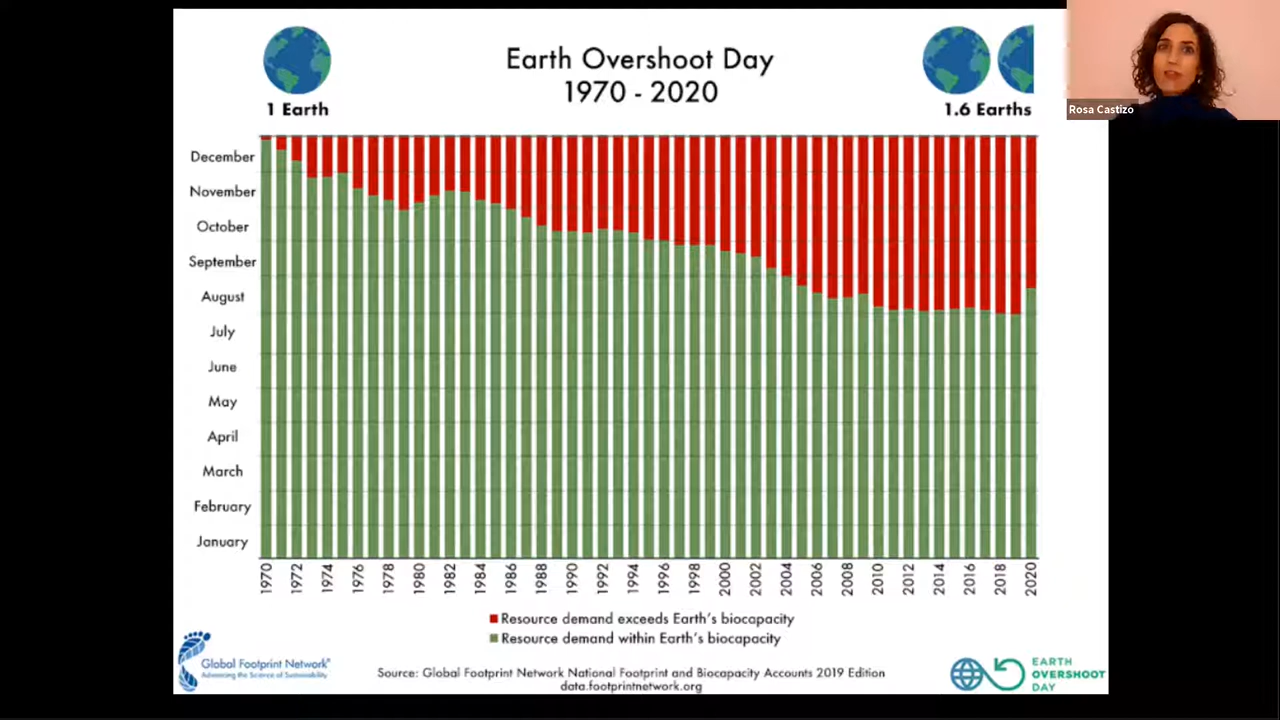 Earth Overshoot Day
1970 - 2020
1 Earth
1.6 Earths
Rosa Castizo
December
November
October
September
August
July
June
May
April
March
February
January
1970 1972 1974 1976 1978 1980 1982 1984 1986 1988 1990 1992 1994 1996 1998 2000 2002 2004 2006 2008 2010 2012 2014 2016 2018 2020
Resource demand exceeds Earth's biocapacity
Resource demand within Earth's biocapacity
Global Footprint Network®
Advancing the Science of Sustainability
Source: Global Footprint Network National Footprint and Biocapacity Accounts 2019 Edition
data.footprintnetwork.org
EARTH
OVERSHOOT
DAY